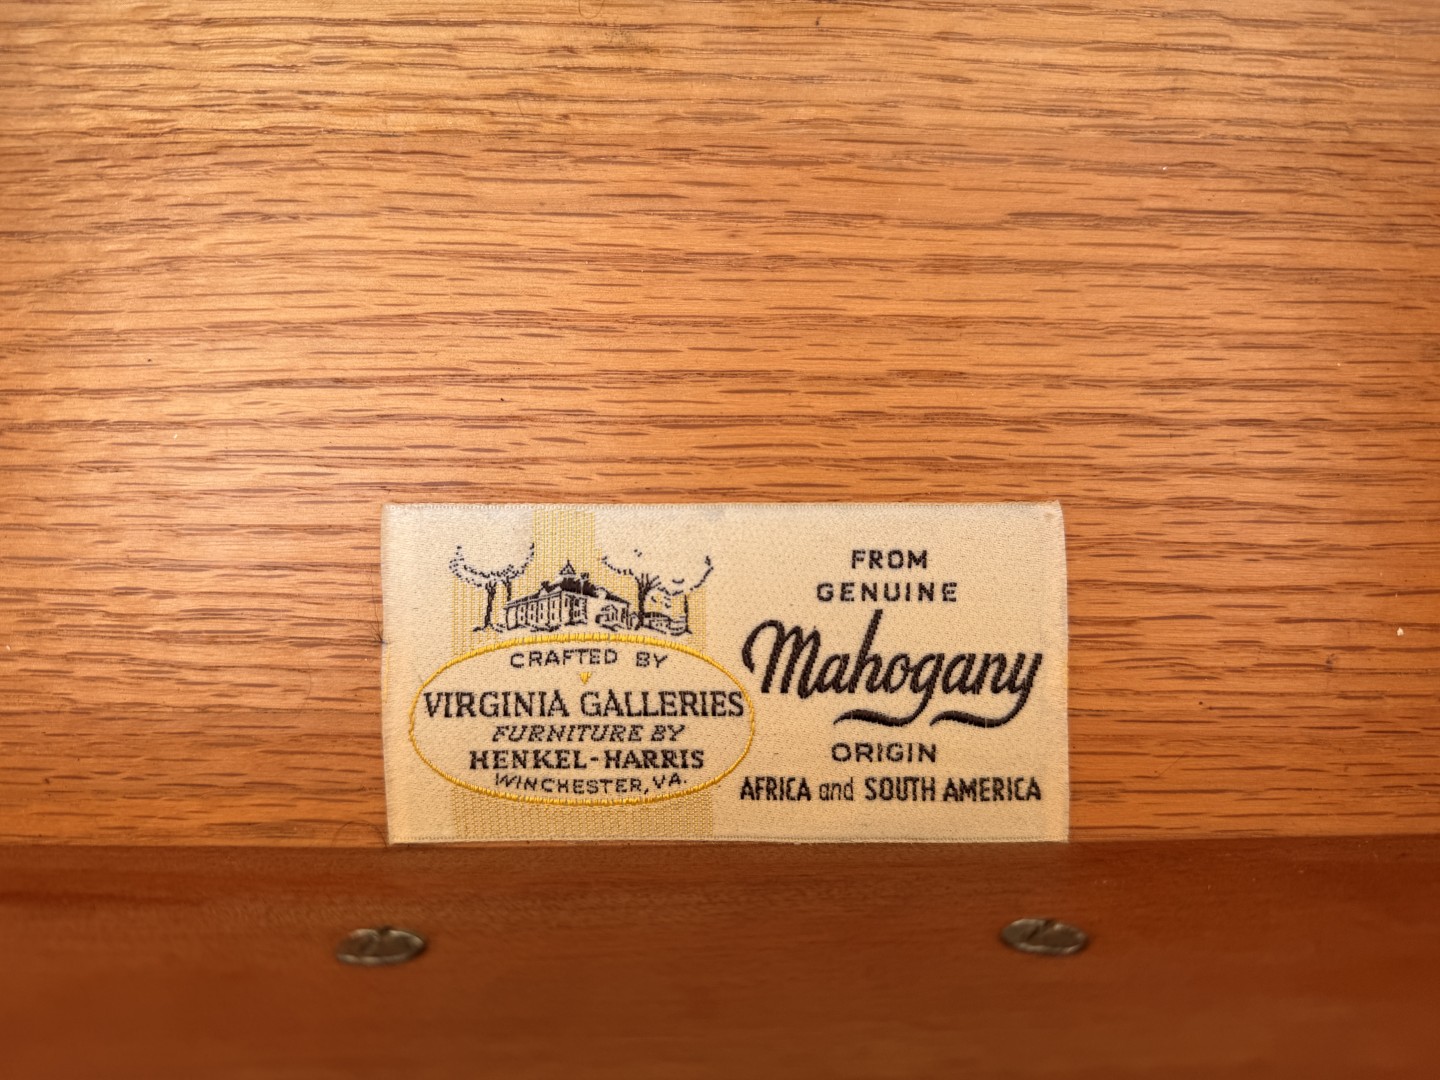 CRAFTED BY
VIRGINIA GALLERIES
FURNITURE BY
HENKEL-HARRIS
WINCHESTER, VA.
FROM
GENUINE
Mahogany
ORIGIN
AFRICA and SOUTH AMERICA